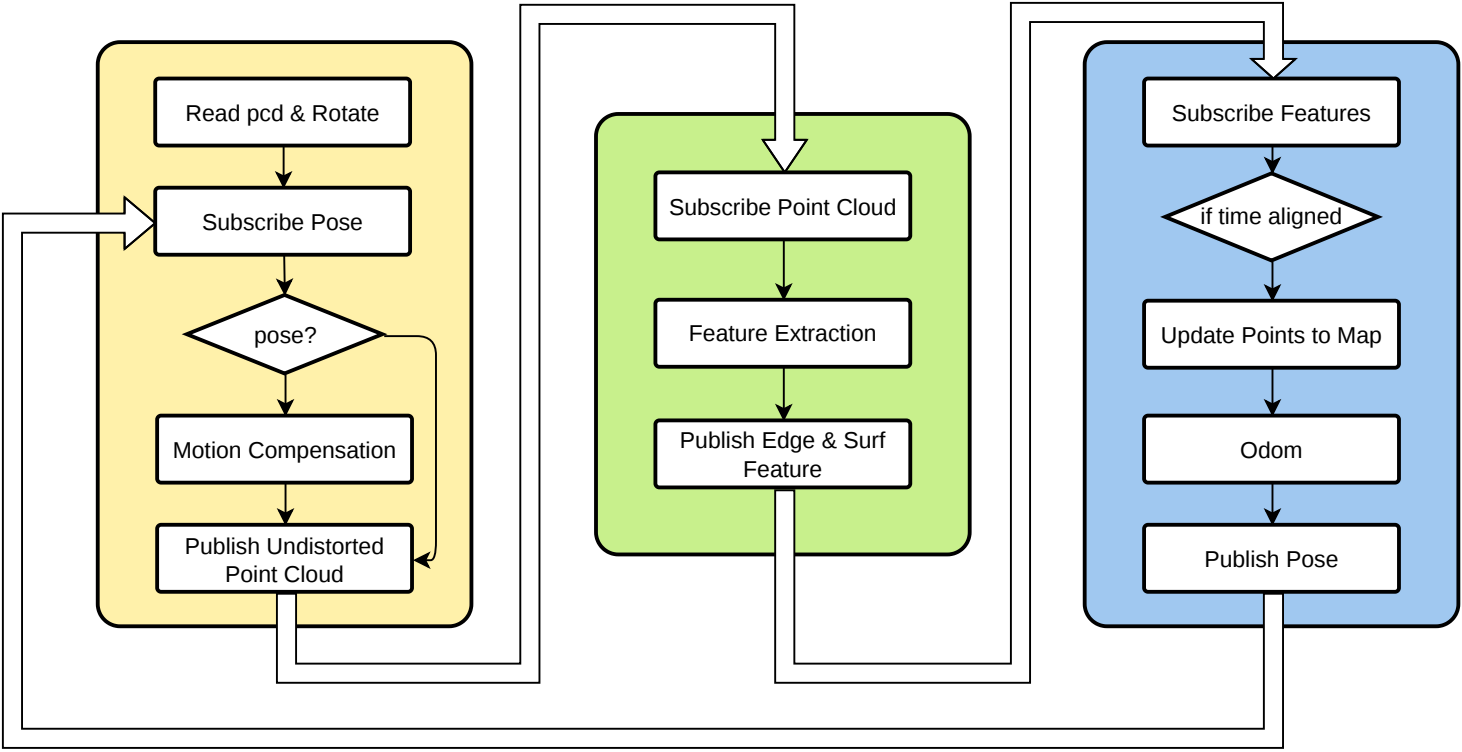 Read pcd & Rotate
Subscribe Pose
pose?
Motion Compensation
Publish Undistorted
Point Cloud
Subscribe Point Cloud
Feature Extraction
Publish Edge & Surf
Feature
Subscribe Features
if time aligned
Update Points to Map
Odom
Publish Pose